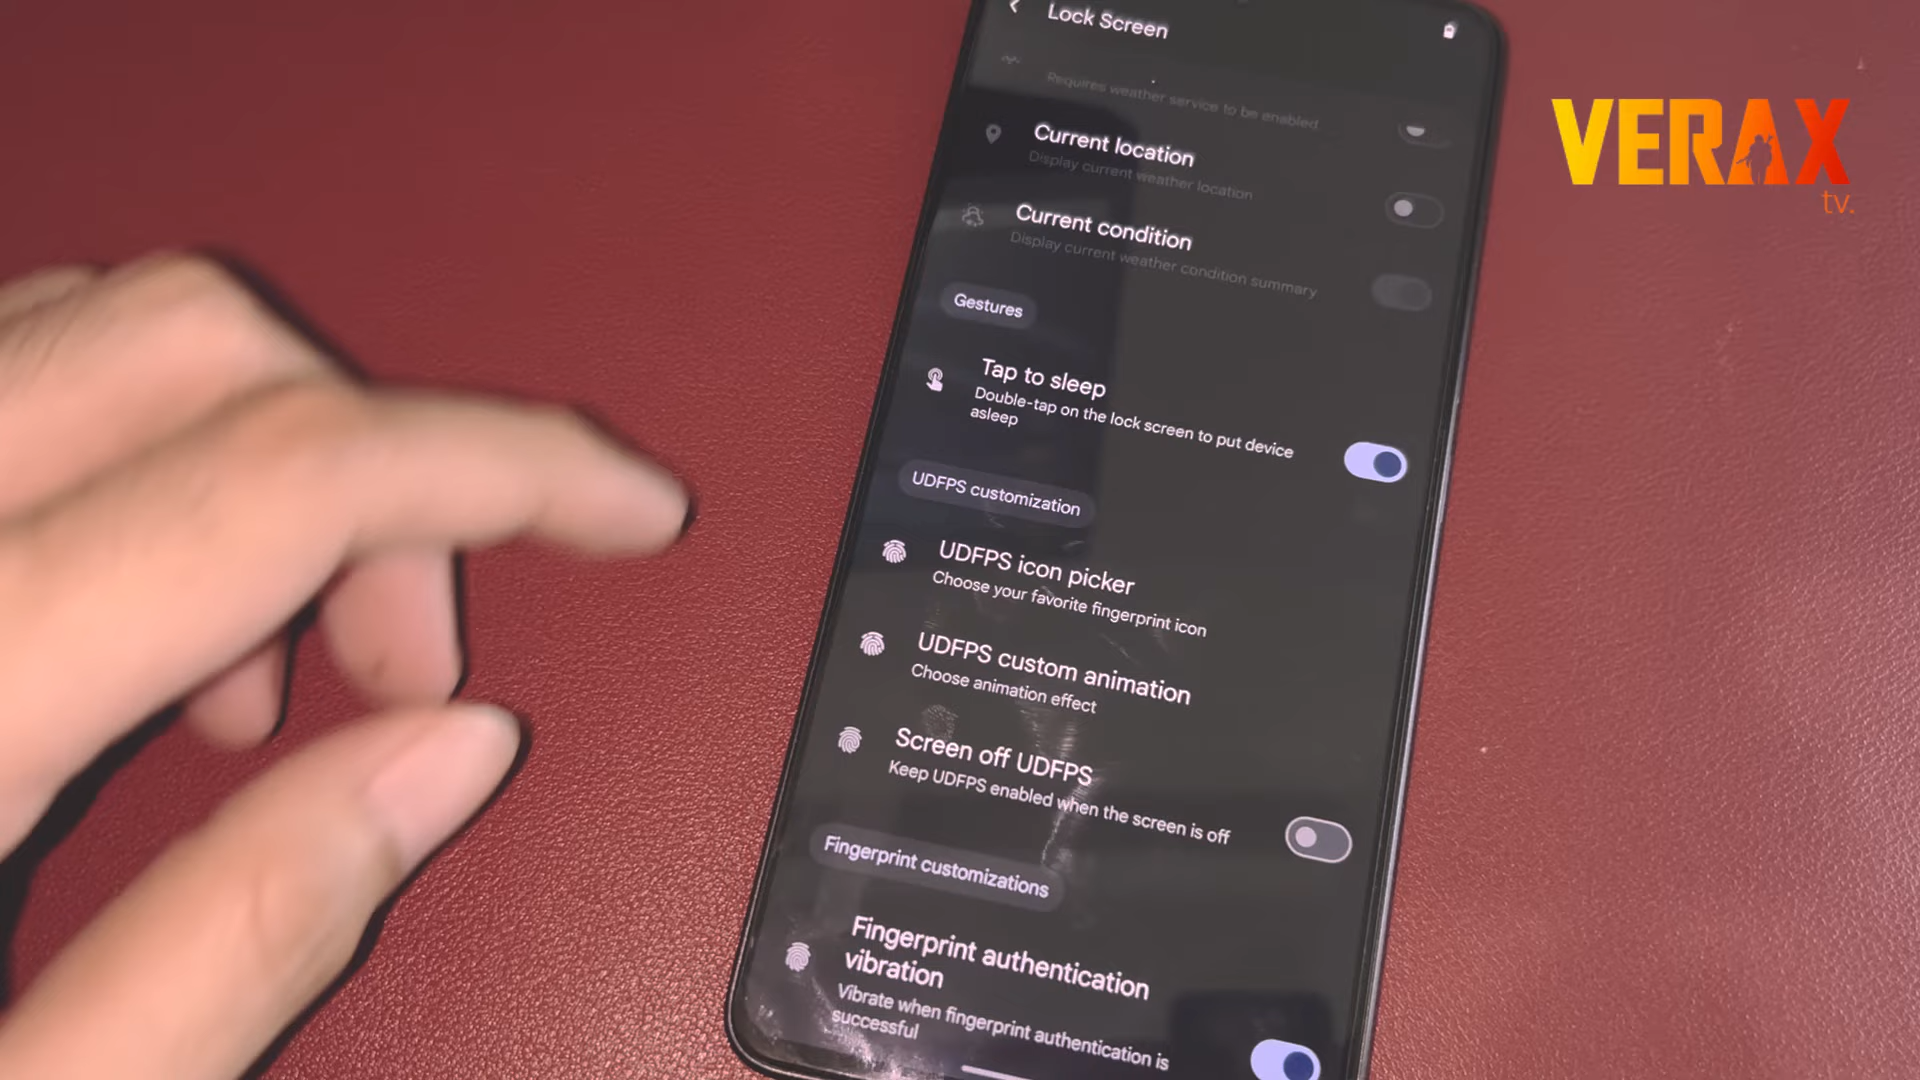 Lock Screen
Requires weather service to be enabled
Current location
Display current weather location
Current condition
Display current weather condition summary
Gestures
Tap to sleep
Double-tap on the lock screen to put device
asleep
UDFPS customization
UDFPS icon picker
Choose your favorite fingerprint icon
UDFPS custom animation
Choose animation effect
Screen off UDFPS
Keep UDFPS enabled when the screen is off
Fingerprint customizations
Fingerprint authentication
vibration
Vibrate when fingerprint authentication is
successful
VERAX
tv.